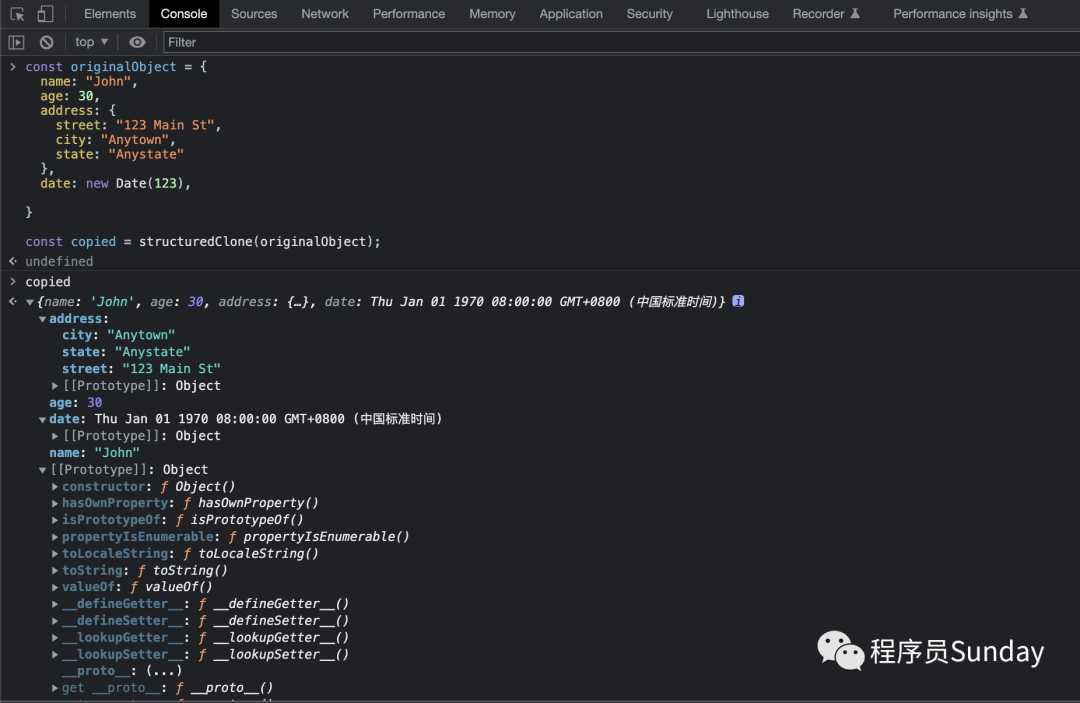 Elements Console Sources Network Performance Memory Application Security Lighthouse Recorder Performance insights
top ▼ Filter
> const originalObject = {
name: "John",
age: 30,
address: {
street: "123 Main St",
city: "Anytown",
state: "Anystate"
},
date: new Date(123),
}
const copied = structuredClone(originalObject);
undefined
> copied
{name: 'John', age: 30, address: {…}, date: Thu Jan 01 1970 08:00:00 GMT+0800 (中国标准时间)} i
address:
city: "Anytown"
state: "Anystate"
street: "123 Main St"
[[Prototype]]: Object
age: 30
date: Thu Jan 01 1970 08:00:00 GMT+0800 (中国标准时间)
[[Prototype]]: Object
name: "John"
[[Prototype]]: Object
constructor: ƒ Object()
hasOwnProperty: ƒ hasOwnProperty()
isPrototypeOf: ƒ isPrototypeOf()
propertyIsEnumerable: ƒ propertyIsEnumerable()
toLocaleString: ƒ toLocaleString()
toString: ƒ toString()
valueOf: ƒ valueOf()
__defineGetter__: ƒ __defineGetter__()
__defineSetter__: ƒ __defineSetter__()
__lookupGetter__: ƒ __lookupGetter__()
__lookupSetter__: ƒ __lookupSetter__()
__proto__: (...)
get __proto__: ƒ __proto__()
程序员Sunday